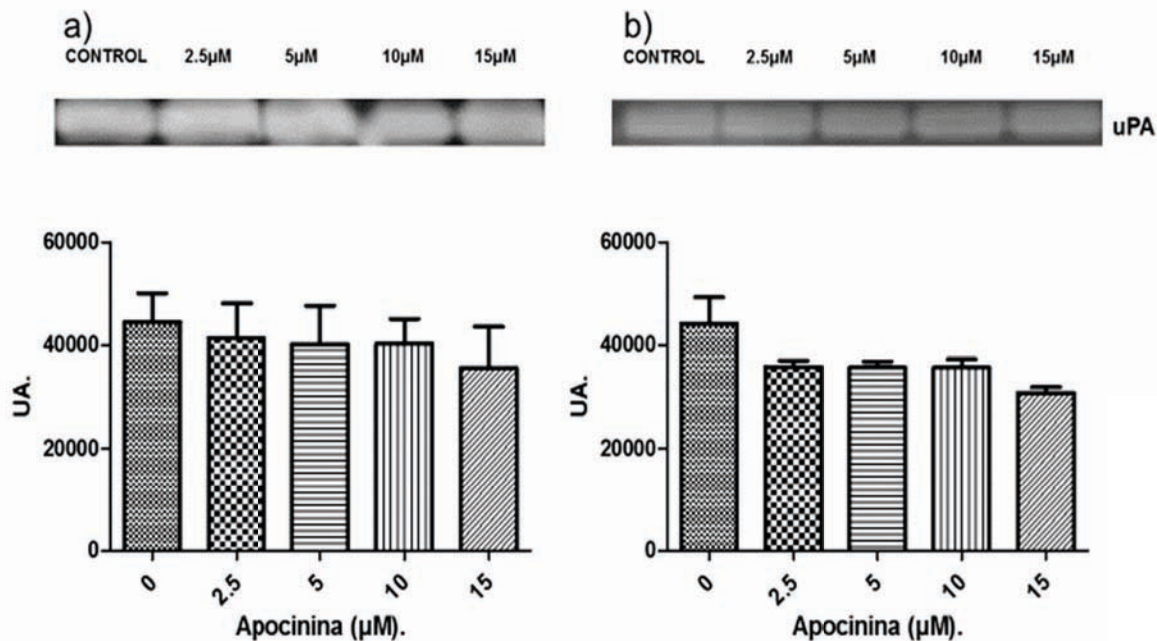 a)
CONTROL 2.5µM 5µM 10µM 15µM
60000
40000
20000
0
UA.
0 2.5 5 10 15
Apocinina (µM).
b)
CONTROL 2.5µM 5µM 10µM 15µM
uPA
60000
40000
20000
0
UA.
0 2.5 5 10 15
Apocinina (µM).